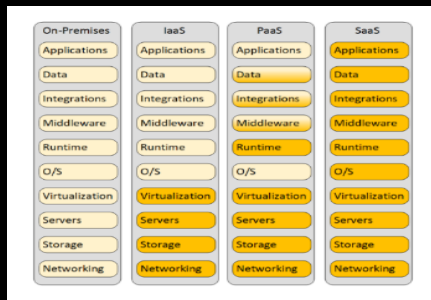 On-Premises IaaS PaaS SaaS
Applications Applications Applications Applications
Data Data Data Data
Integrations Integrations Integrations Integrations
Middleware Middleware Middleware Middleware
Runtime Runtime Runtime Runtime
O/S O/S O/S O/S
Virtualization Virtualization Virtualization Virtualization
Servers Servers Servers Servers
Storage Storage Storage Storage
Networking Networking Networking Networking